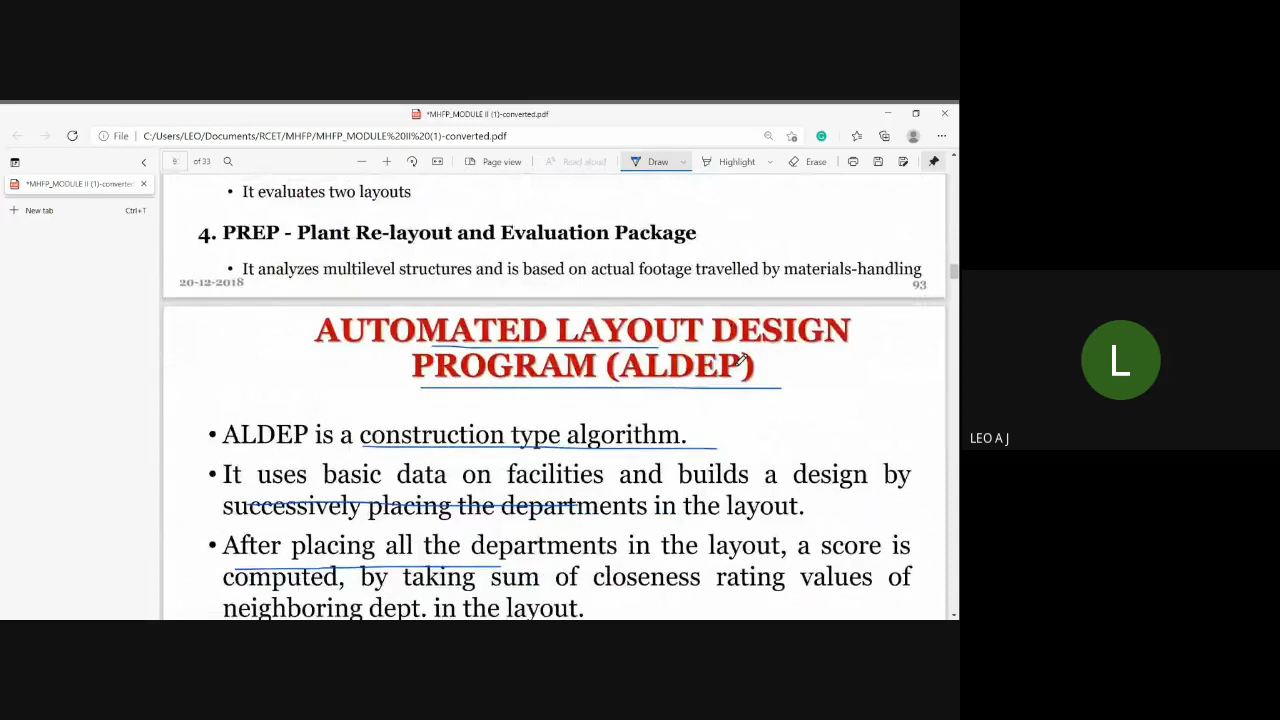 *MHFP_MODULE II (1)-converted.pdf
File C:/Users/LEO/Documents/RCET/MHFP/MHFP_MODULE%20II%20(1)-converted.pdf
9 of 33 Page view Read aloud Draw Highlight Erase
*MHFP_MODULE II (1)-converted
New tab Ctrl+T
• It evaluates two layouts
4. PREP - Plant Re-layout and Evaluation Package
• It analyzes multilevel structures and is based on actual footage travelled by materials-handling
20-12-2018 93
AUTOMATED LAYOUT DESIGN
PROGRAM (ALDEP)
• ALDEP is a construction type algorithm.
• It uses basic data on facilities and builds a design by
successively placing the departments in the layout.
• After placing all the departments in the layout, a score is
computed, by taking sum of closeness rating values of
neighboring dept. in the layout.
L
LEO A J